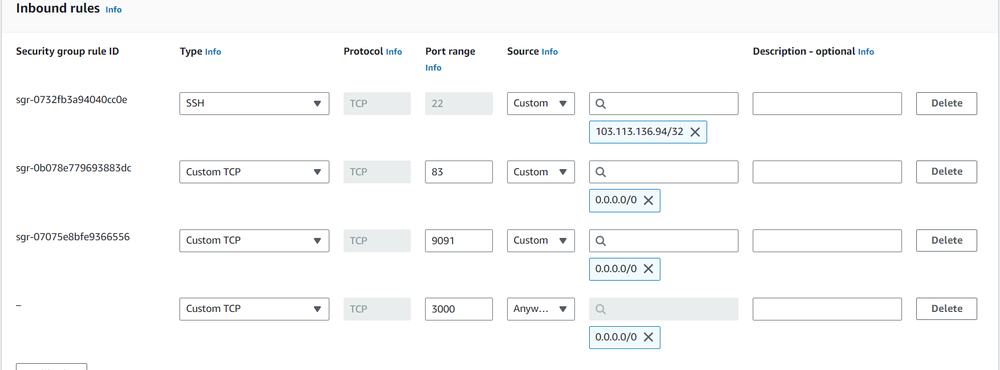 Inbound rules Info
Security group rule ID Type Info Protocol Info Port range Info Source Info Description - optional Info
sgr-0732fb3a94040cc0e SSH TCP 22 Custom Delete
103.113.136.94/32
sgr-0b078e779693883dc Custom TCP TCP 83 Custom Delete
0.0.0.0/0
sgr-07075e8bfe9366556 Custom TCP TCP 9091 Custom Delete
0.0.0.0/0
– Custom TCP TCP 3000 Anyw... Delete
0.0.0.0/0